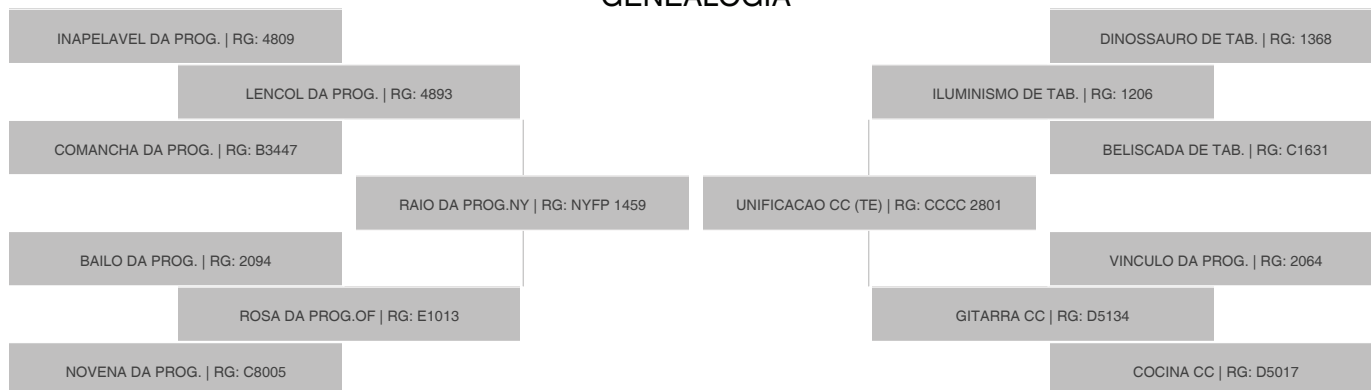 GENEALOGIA
INAPELAVEL DA PROG. | RG: 4809
DINOSSAURO DE TAB. | RG: 1368
LENCOL DA PROG. | RG: 4893
ILUMINISMO DE TAB. | RG: 1206
COMANCHA DA PROG. | RG: B3447
BELISCADA DE TAB. | RG: C1631
RAIO DA PROG.NY | RG: NYFP 1459
UNIFICACAO CC (TE) | RG: CCCC 2801
BAILO DA PROG. | RG: 2094
VINCULO DA PROG. | RG: 2064
ROSA DA PROG.OF | RG: E1013
GITARRA CC | RG: D5134
NOVENA DA PROG. | RG: C8005
COCINA CC | RG: D5017